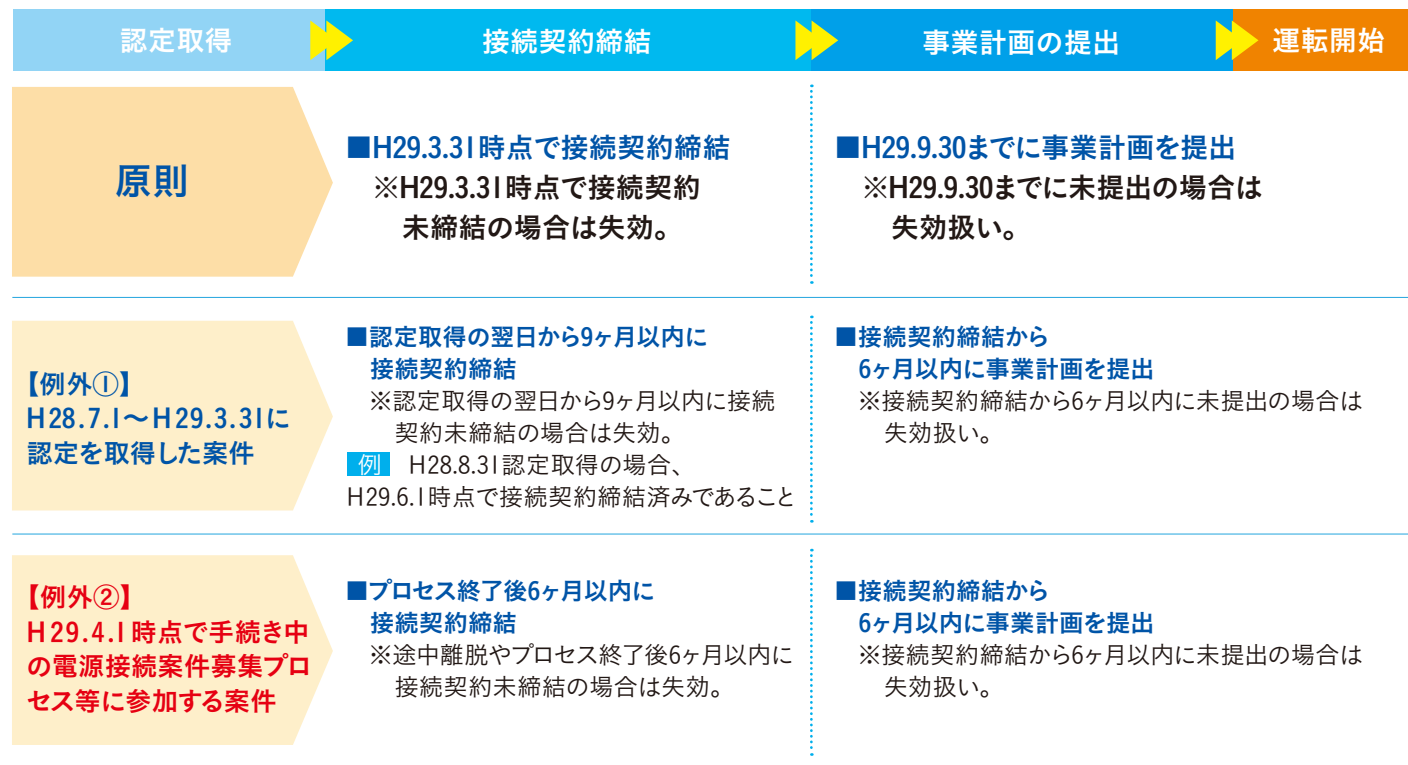 認定取得
接続契約締結
事業計画の提出
運転開始
原則
■H29.3.31時点で接続契約締結
※H29.3.31時点で接続契約
未締結の場合は失効。
■H29.9.30までに事業計画を提出
※H29.9.30までに未提出の場合は
失効扱い。
【例外①】
H28.7.1〜H29.3.31に
認定を取得した案件
■認定取得の翌日から9ヶ月以内に
接続契約締結
※認定取得の翌日から9ヶ月以内に接続
契約未締結の場合は失効。
例 H28.8.31認定取得の場合、
H29.6.1時点で接続契約締結済みであること
■接続契約締結から
6ヶ月以内に事業計画を提出
※接続契約締結から6ヶ月以内に未提出の場合は
失効扱い。
【例外②】
H29.4.1時点で手続き中
の電源接続案件募集プロ
セス等に参加する案件
■プロセス終了後6ヶ月以内に
接続契約締結
※途中離脱やプロセス終了後6ヶ月以内に
接続契約未締結の場合は失効。
■接続契約締結から
6ヶ月以内に事業計画を提出
※接続契約締結から6ヶ月以内に未提出の場合は
失効扱い。